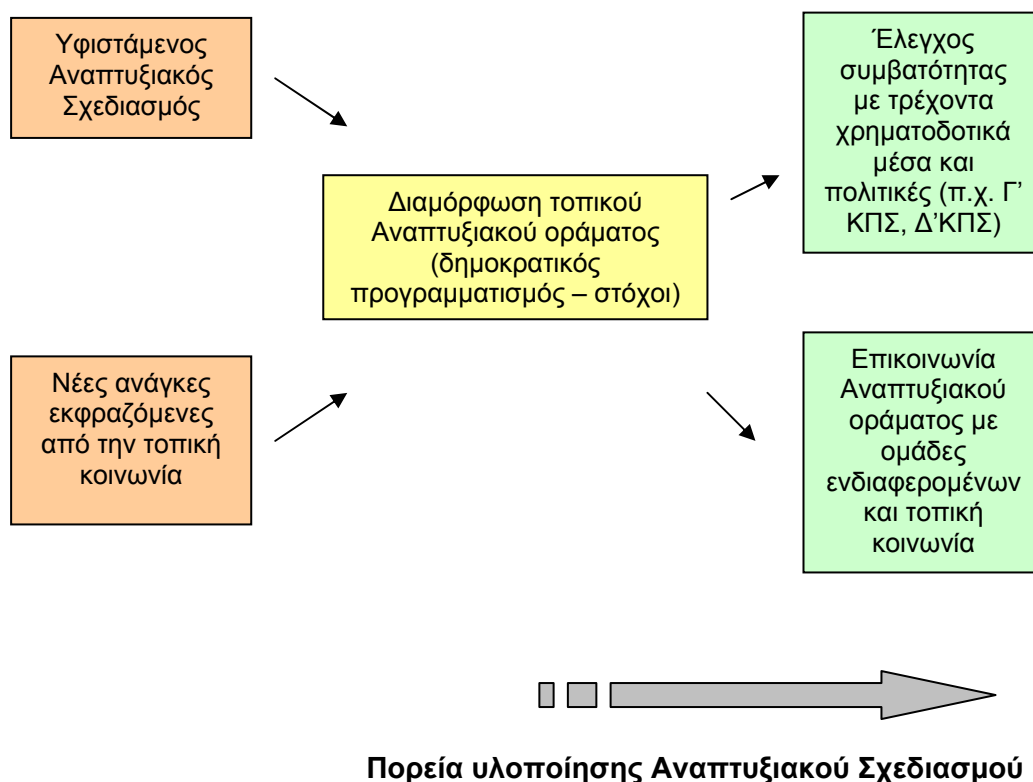 Υφιστάμενος
Αναπτυξιακός
Σχεδιασμός
Νέες ανάγκες
εκφραζόμενες
από την τοπική
κοινωνία
Διαμόρφωση τοπικού
Αναπτυξιακού οράματος
(δημοκρατικός
προγραμματισμός – στόχοι)
Έλεγχος
συμβατότητας
με τρέχοντα
χρηματοδοτικά
μέσα και
πολιτικές (π.χ. Γ’
ΚΠΣ, Δ’ΚΠΣ)
Επικοινωνία
Αναπτυξιακού
οράματος με
ομάδες
ενδιαφερομένων
και τοπική
κοινωνία
Πορεία υλοποίησης Αναπτυξιακού Σχεδιασμού